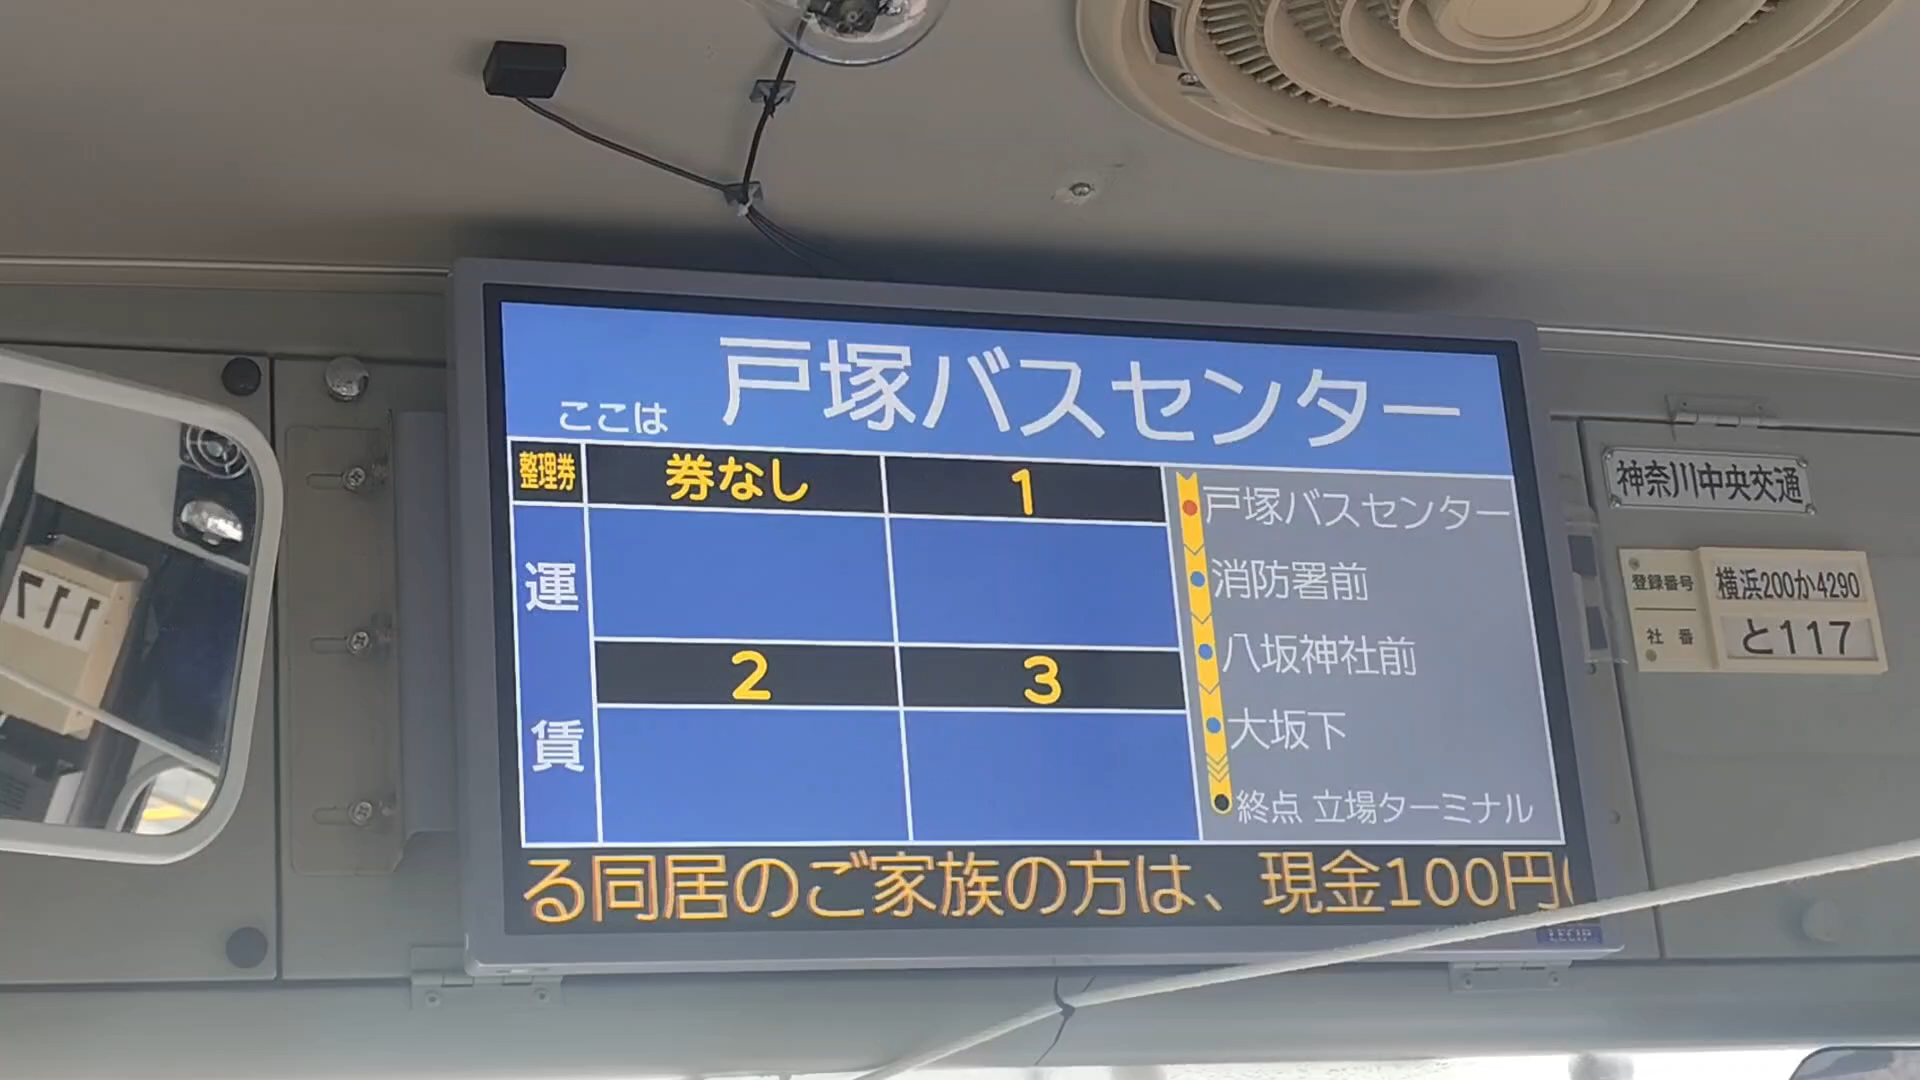 ここは 戸塚バスセンター
整理券 券なし 1
運賃
2 3
戸塚バスセンター
消防署前
八坂神社前
大坂下
終点 立場ターミナル
る同居のご家族の方は、現金100円(
LECIP
神奈川中央交通
登録番号 横浜200か4290
社番 と117
117